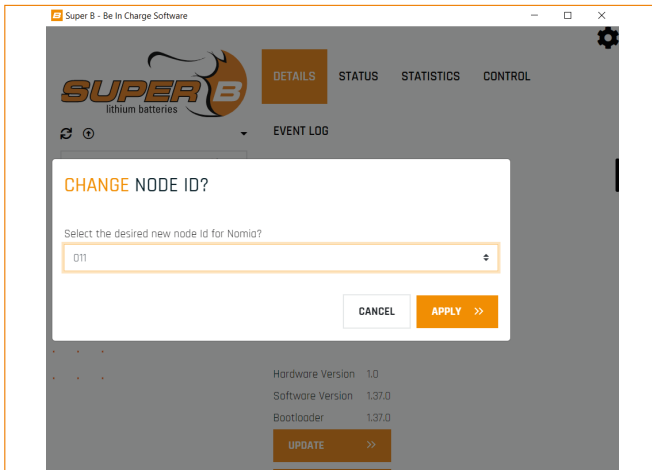 Super B - Be In Charge Software
SUPER B
lithium batteries
DETAILS STATUS STATISTICS CONTROL
EVENT LOG
CHANGE NODE ID?
Select the desired new node Id for Nomia?
011
CANCEL APPLY
Hardware Version 1.0
Software Version 1.37.0
Bootloader 1.37.0
UPDATE